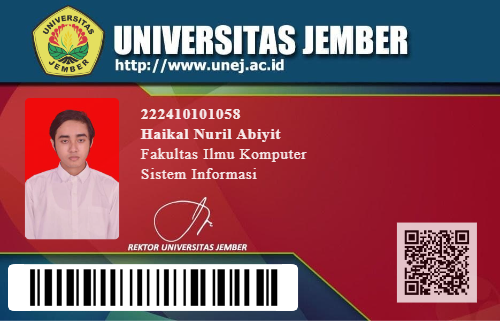 UNIVERSITAS
JEMBER
UNIVERSITAS JEMBER
http://www.unej.ac.id
222410101058
Haikal Nuril Abiyit
Fakultas Ilmu Komputer
Sistem Informasi
REKTOR UNIVERSITAS JEMBER